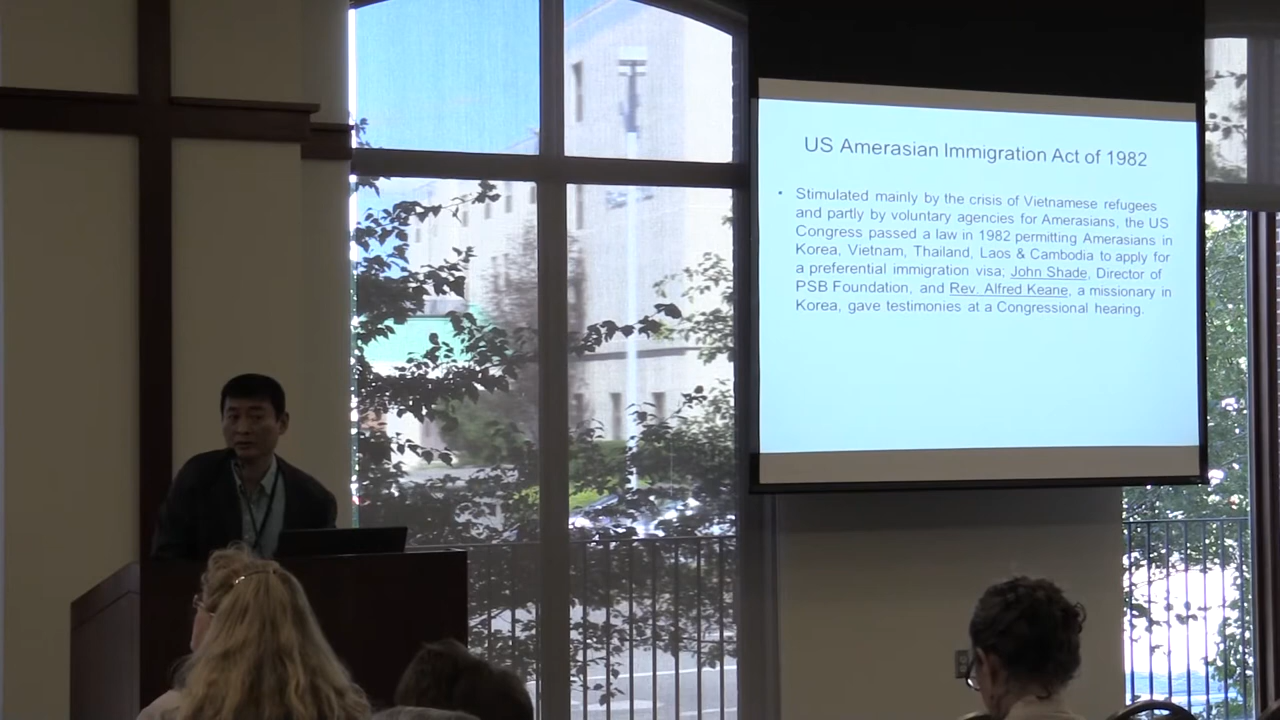 US Amerasian Immigration Act of 1982
• Stimulated mainly by the crisis of Vietnamese refugees
and partly by voluntary agencies for Amerasians, the US
Congress passed a law in 1982 permitting Amerasians in
Korea, Vietnam, Thailand, Laos & Cambodia to apply for
a preferential immigration visa; John Shade, Director of
PSB Foundation, and Rev. Alfred Keane, a missionary in
Korea, gave testimonies at a Congressional hearing.